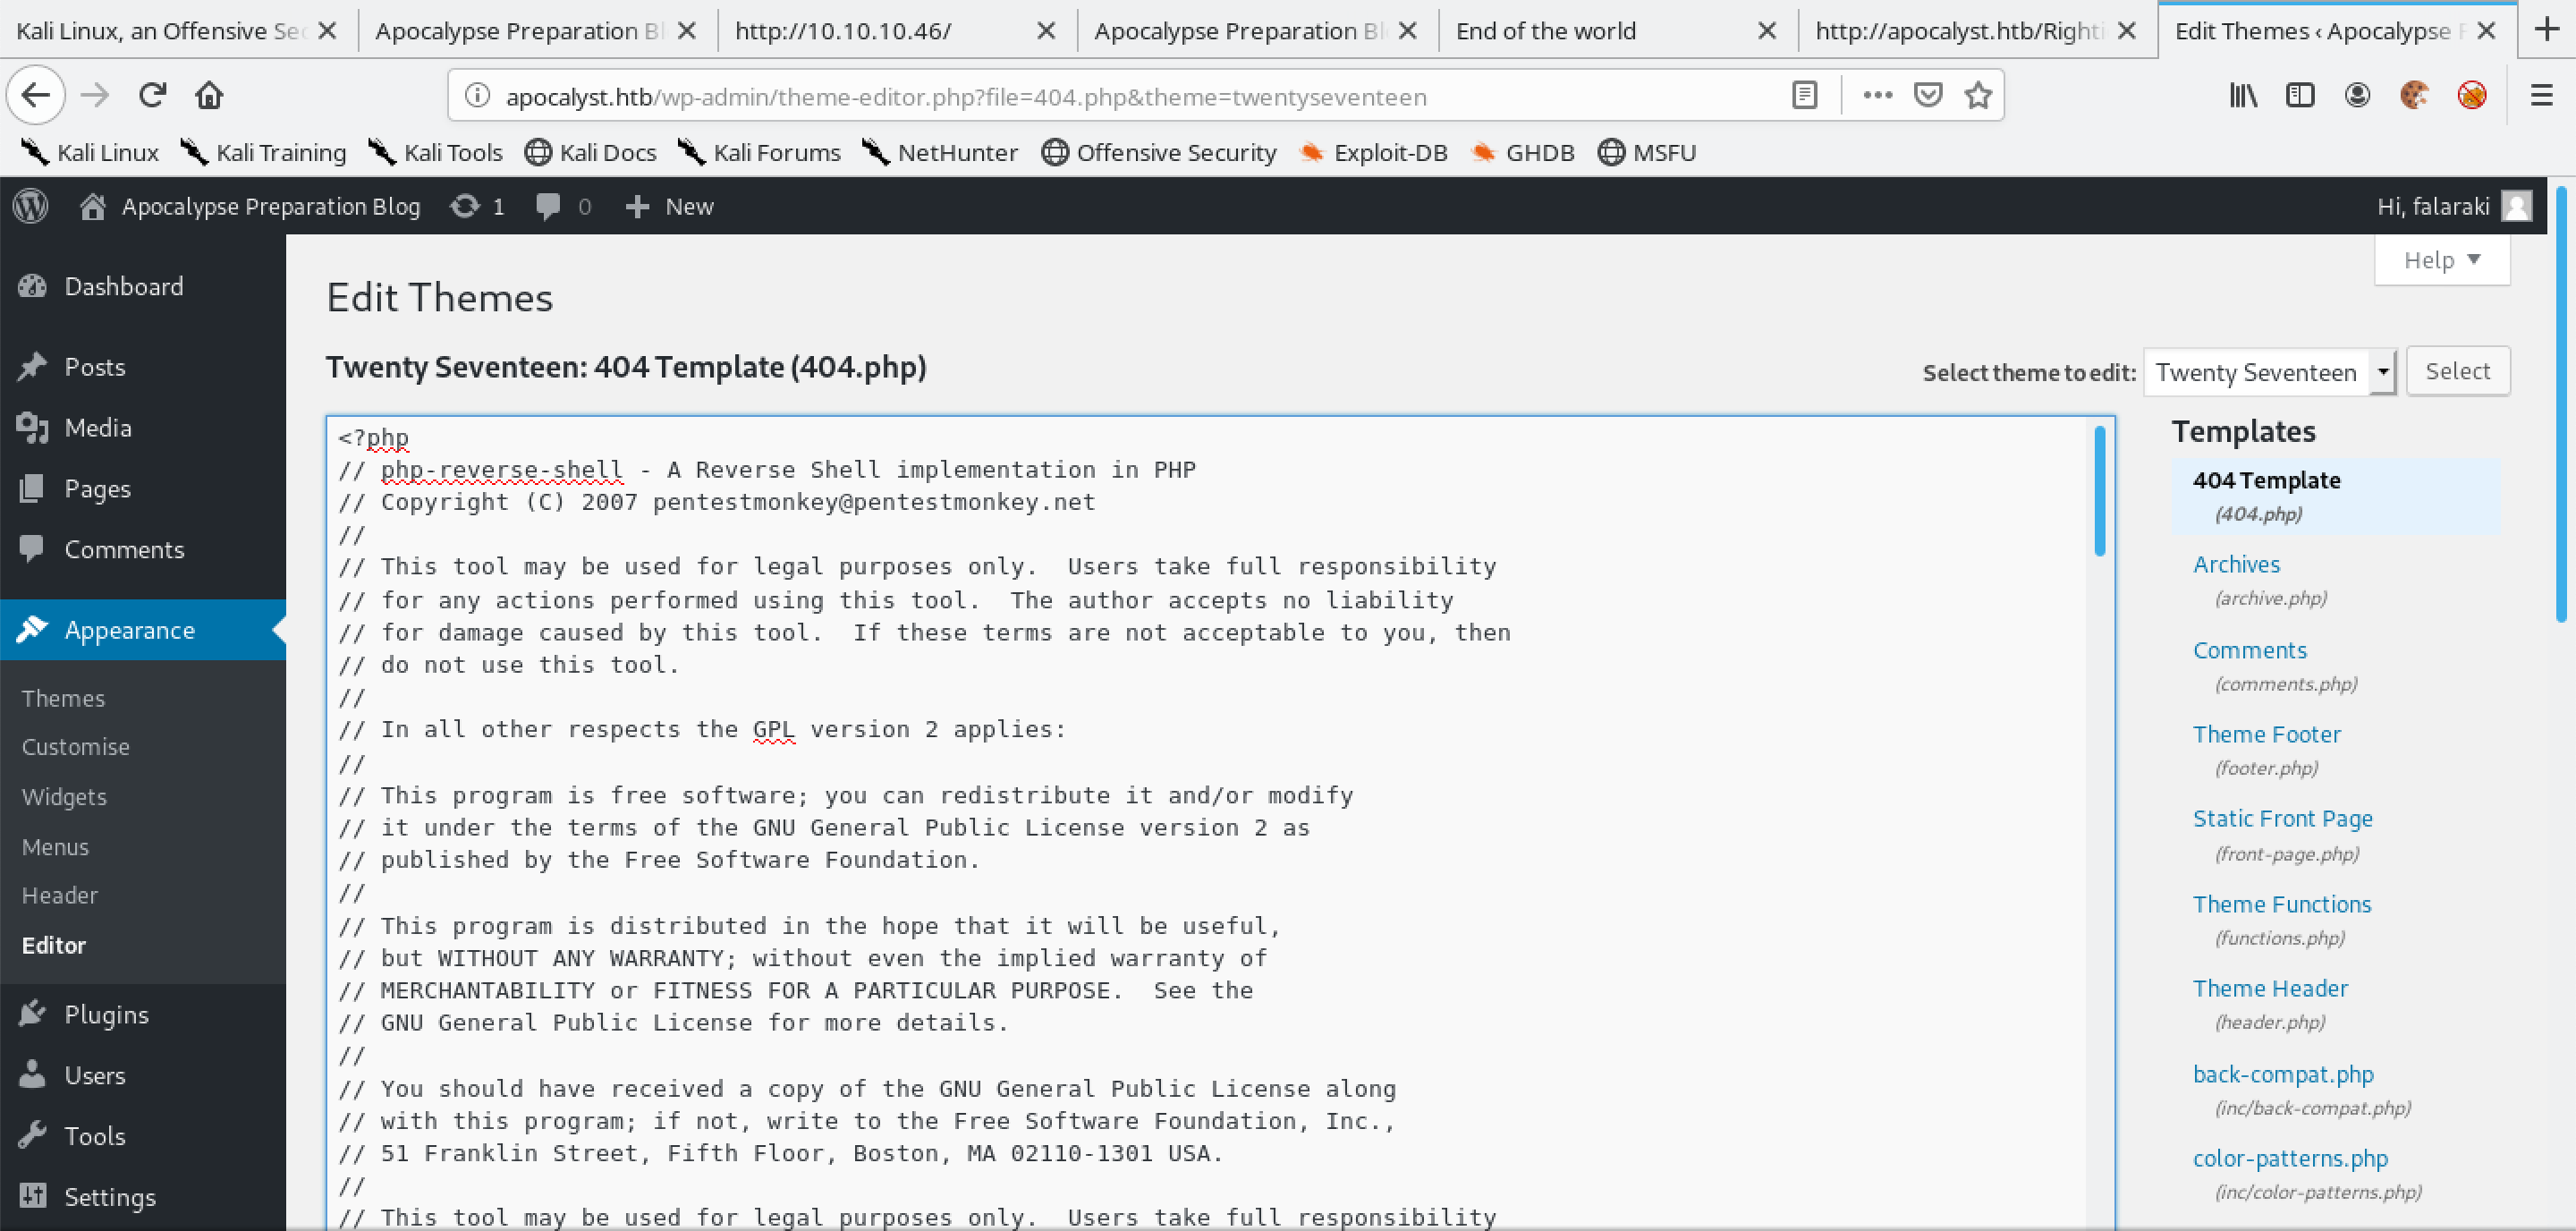 Kali Linux, an Offensive Sec
Apocalypse Preparation Bl
http://10.10.10.46/
Apocalypse Preparation Bl
End of the world
http://apocalyst.htb/Righti
Edit Themes ‹ Apocalypse P
apocalyst.htb/wp-admin/theme-editor.php?file=404.php&theme=twentyseventeen
Kali Linux
Kali Training
Kali Tools
Kali Docs
Kali Forums
NetHunter
Offensive Security
Exploit-DB
GHDB
MSFU
Apocalypse Preparation Blog
1
0
New
Hi, falaraki
Help
Dashboard
Posts
Media
Pages
Comments
Appearance
Themes
Customise
Widgets
Menus
Header
Editor
Plugins
Users
Tools
Settings
Edit Themes
Twenty Seventeen: 404 Template (404.php)
Select theme to edit:
Twenty Seventeen
Select
<?php
// php-reverse-shell - A Reverse Shell implementation in PHP
// Copyright (C) 2007 pentestmonkey@pentestmonkey.net
//
// This tool may be used for legal purposes only.  Users take full responsibility
// for any actions performed using this tool.  The author accepts no liability
// for damage caused by this tool.  If these terms are not acceptable to you, then
// do not use this tool.
//
// In all other respects the GPL version 2 applies:
//
// This program is free software; you can redistribute it and/or modify
// it under the terms of the GNU General Public License version 2 as
// published by the Free Software Foundation.
//
// This program is distributed in the hope that it will be useful,
// but WITHOUT ANY WARRANTY; without even the implied warranty of
// MERCHANTABILITY or FITNESS FOR A PARTICULAR PURPOSE.  See the
// GNU General Public License for more details.
//
// You should have received a copy of the GNU General Public License along
// with this program; if not, write to the Free Software Foundation, Inc.,
// 51 Franklin Street, Fifth Floor, Boston, MA 02110-1301 USA.
//
// This tool may be used for legal purposes only.  Users take full responsibility
Templates
404 Template
(404.php)
Archives
(archive.php)
Comments
(comments.php)
Theme Footer
(footer.php)
Static Front Page
(front-page.php)
Theme Functions
(functions.php)
Theme Header
(header.php)
back-compat.php
(inc/back-compat.php)
color-patterns.php
(inc/color-patterns.php)